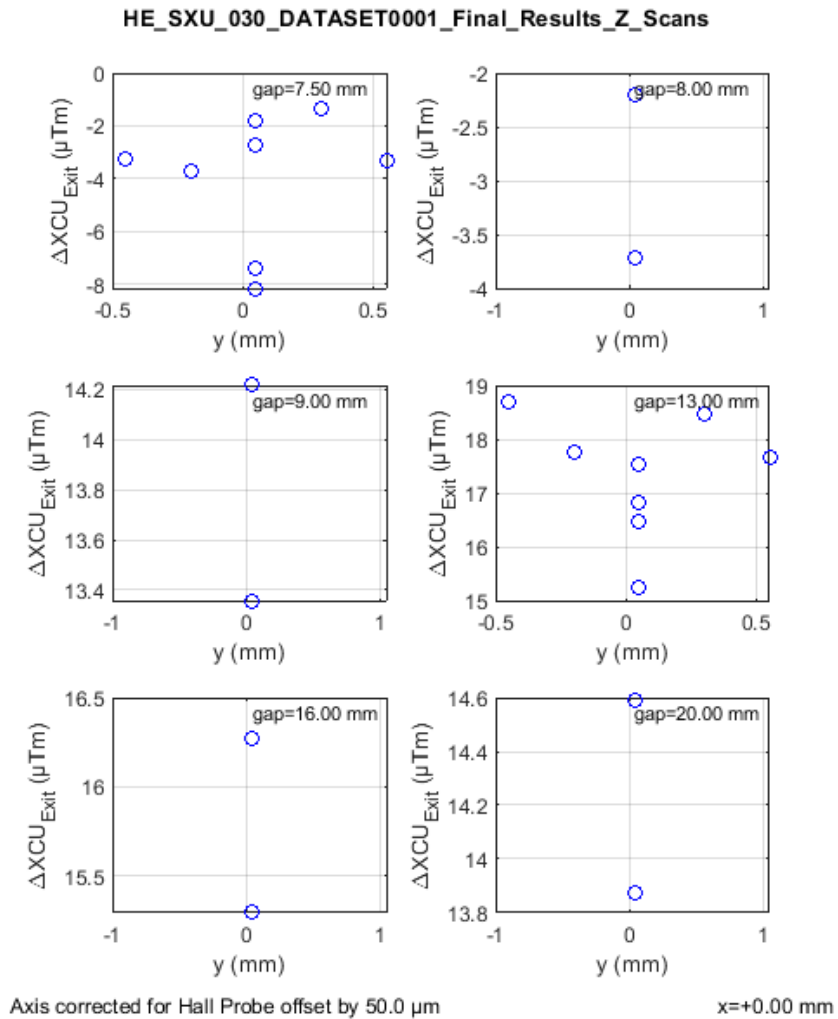 HE_SXU_030_DATASET0001_Final_Results_Z_Scans
gap=7.50 mm
0
-2
-4
-6
-8
-0.5
0
0.5
y (mm)
ΔXCU_Exit (µTm)
gap=8.00 mm
-2
-2.5
-3
-3.5
-4
-1
0
1
y (mm)
ΔXCU_Exit (µTm)
gap=9.00 mm
14.2
14
13.8
13.6
13.4
-1
0
1
y (mm)
ΔXCU_Exit (µTm)
gap=13.00 mm
19
18
17
16
15
-0.5
0
0.5
y (mm)
ΔXCU_Exit (µTm)
gap=16.00 mm
16.5
16
15.5
-1
0
1
y (mm)
ΔXCU_Exit (µTm)
gap=20.00 mm
14.6
14.4
14.2
14
13.8
-1
0
1
y (mm)
ΔXCU_Exit (µTm)
Axis corrected for Hall Probe offset by 50.0 µm
x=+0.00 mm